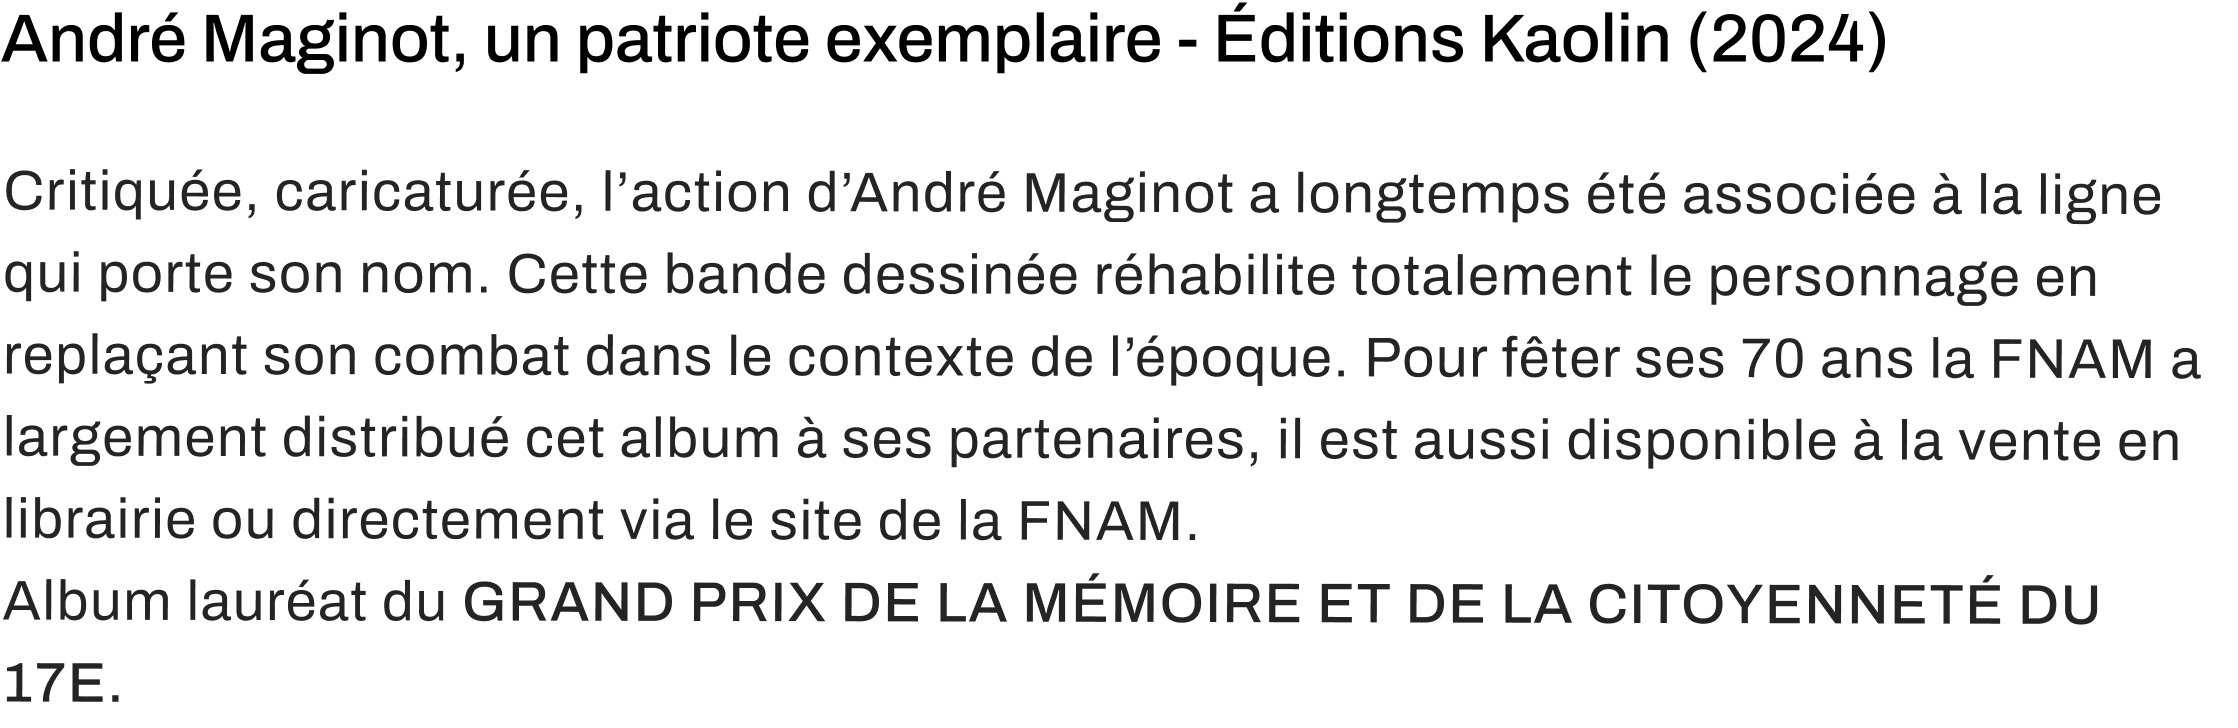 André Maginot, un patriote exemplaire - Éditions Kaolin (2024)
Critiquée, caricaturée, l’action d’André Maginot a longtemps été associée à la ligne
qui porte son nom. Cette bande dessinée réhabilite totalement le personnage en
replaçant son combat dans le contexte de l’époque. Pour fêter ses 70 ans la FNAM a
largement distribué cet album à ses partenaires, il est aussi disponible à la vente en
librairie ou directement via le site de la FNAM.
Album lauréat du GRAND PRIX DE LA MÉMOIRE ET DE LA CITOYENNETÉ DU
17E.